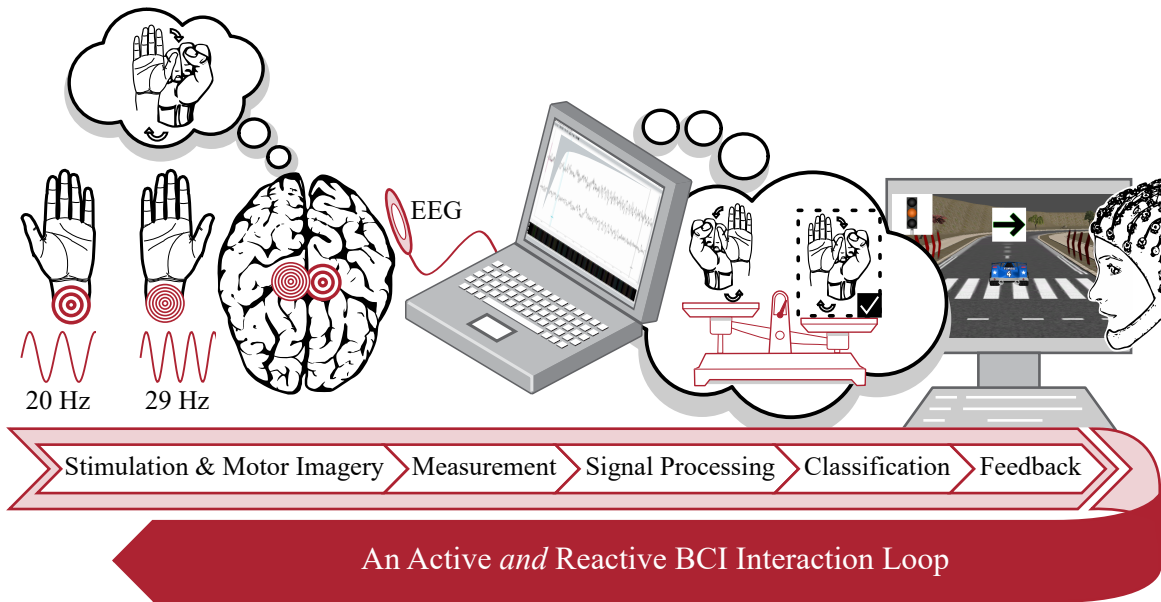 EEG
20 Hz
29 Hz
4
Stimulation & Motor Imagery
Measurement
Signal Processing
Classification
Feedback
An Active and Reactive BCI Interaction Loop